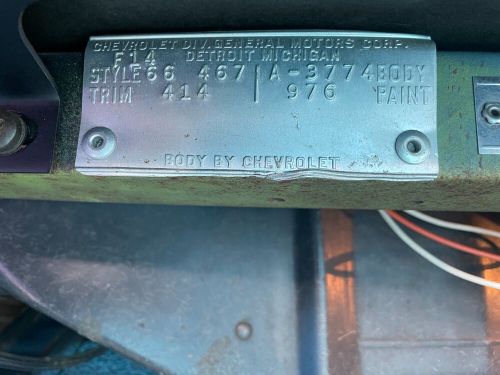 CHEVROLET DIV. GENERAL MOTORS CORP.
F14 DETROIT MICHIGAN
STYLE 66 467 A-3774 BODY
TRIM 414 976 PAINT
BODY BY CHEVROLET